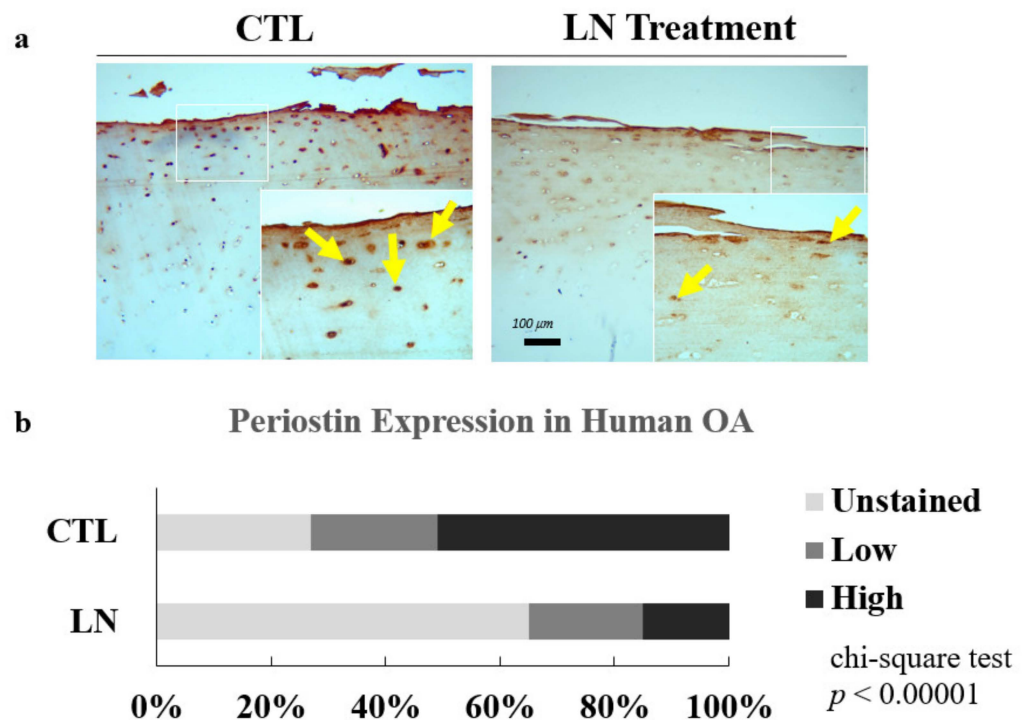 a
CTL
LN Treatment
100 μm
b
Periostin Expression in Human OA
CTL
LN
0% 20% 40% 60% 80% 100%
Unstained
Low
High
chi-square test
p < 0.00001